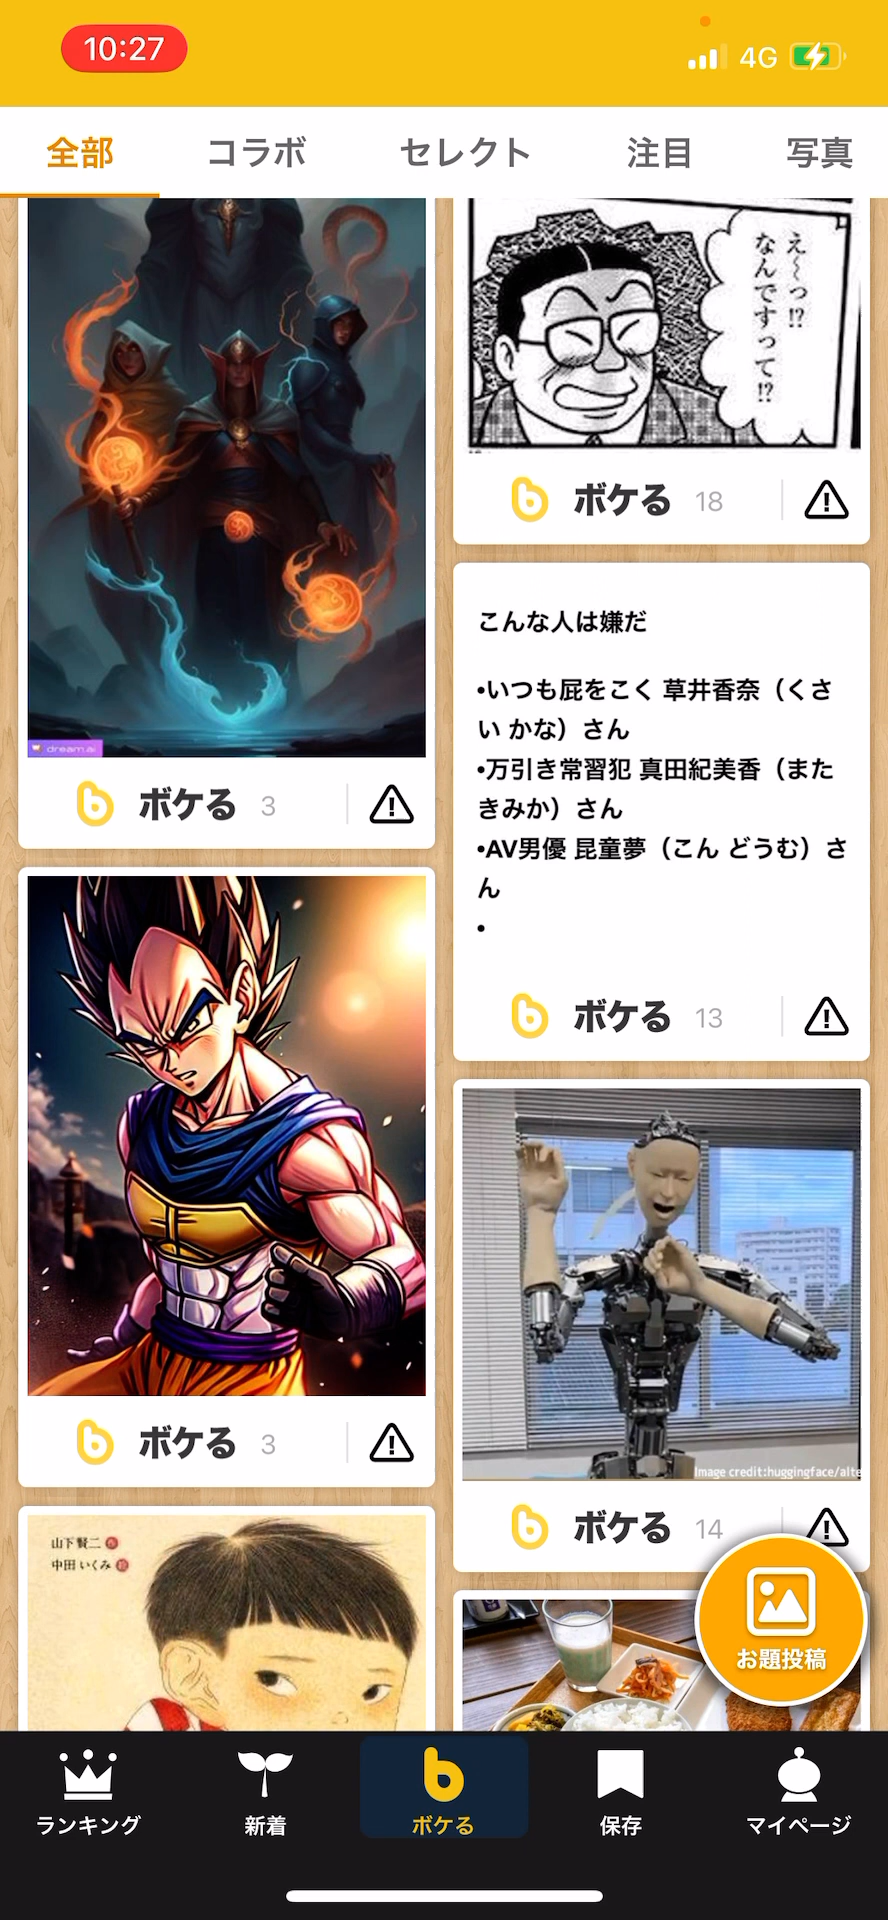 10:27
4G
全部 コラボ セレクト 注目 写真
dream.ai
ボケる 3
ボケる 3
山下賢二 作
中田いくみ 絵
え〜っ!?
なんですって!?
ボケる 18
こんな人は嫌だ
•いつも屁をこく 草井香奈（くさ
い かな）さん
•万引き常習犯 真田紀美香（また
きみか）さん
•AV男優 昆童夢（こん どうむ）さ
ん
•
ボケる 13
Image credit:huggingface/alte
ボケる 14
お題投稿
ランキング 新着 ボケる 保存 マイページ